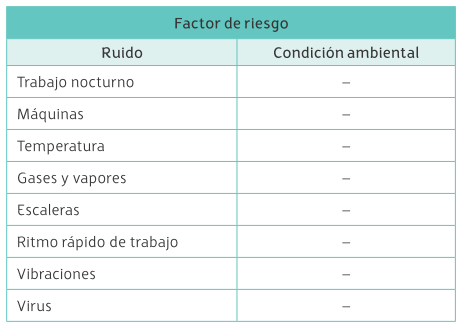 Factor de riesgo
Ruido Condición ambiental
Trabajo nocturno –
Máquinas –
Temperatura –
Gases y vapores –
Escaleras –
Ritmo rápido de trabajo –
Vibraciones –
Virus –